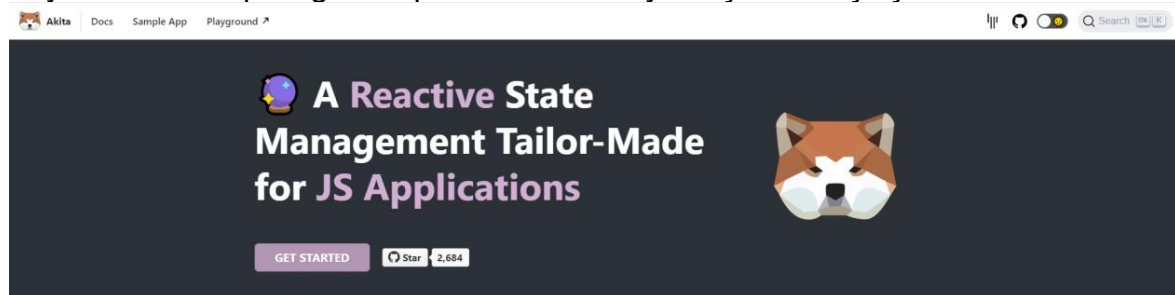 Akita Docs Sample App Playground ↗ Search K
A Reactive State
Management Tailor-Made
for JS Applications
GET STARTED Star 2,684